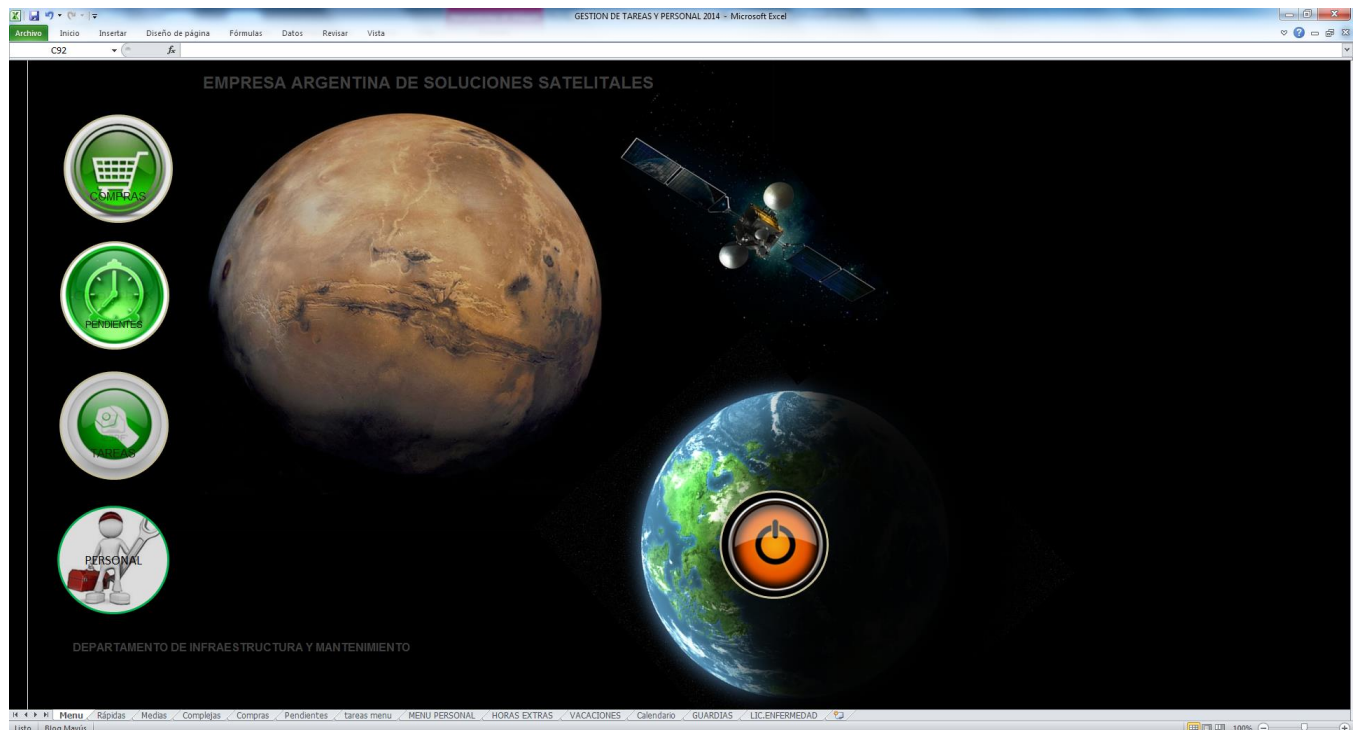 GESTION DE TAREAS Y PERSONAL 2014 - Microsoft Excel
Archivo Inicio Insertar Diseño de página Fórmulas Datos Revisar Vista
C92 fx
EMPRESA ARGENTINA DE SOLUCIONES SATELITALES
COMPRAS
PENDIENTES
TAREAS
PERSONAL
DEPARTAMENTO DE INFRAESTRUCTURA Y MANTENIMIENTO
Menu Rápidas Medias Complejas Compras Pendientes tareas menu MENU PERSONAL HORAS EXTRAS VACACIONES Calendario GUARDIAS LIC.ENFERMEDAD
Listo Bloq Mayús 100%